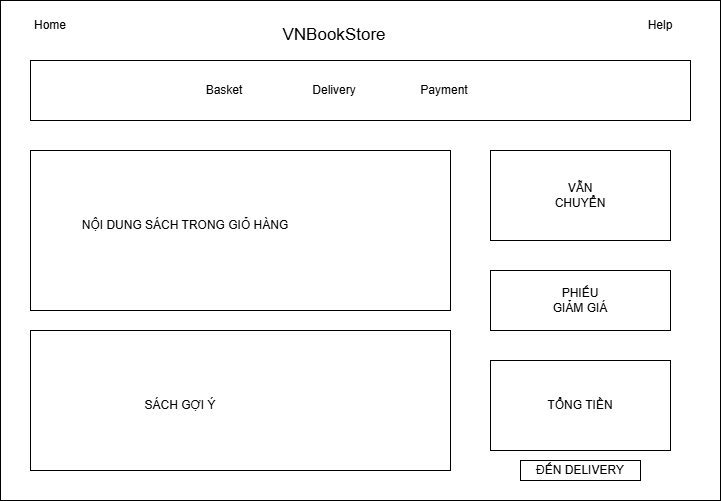 Home
VNBookStore
Help
Basket
Delivery
Payment
NỘI DUNG SÁCH TRONG GIỎ HÀNG
VẪN
CHUYỂN
PHIẾU
GIẢM GIÁ
SÁCH GỢI Ý
TỔNG TIỀN
ĐẾN DELIVERY